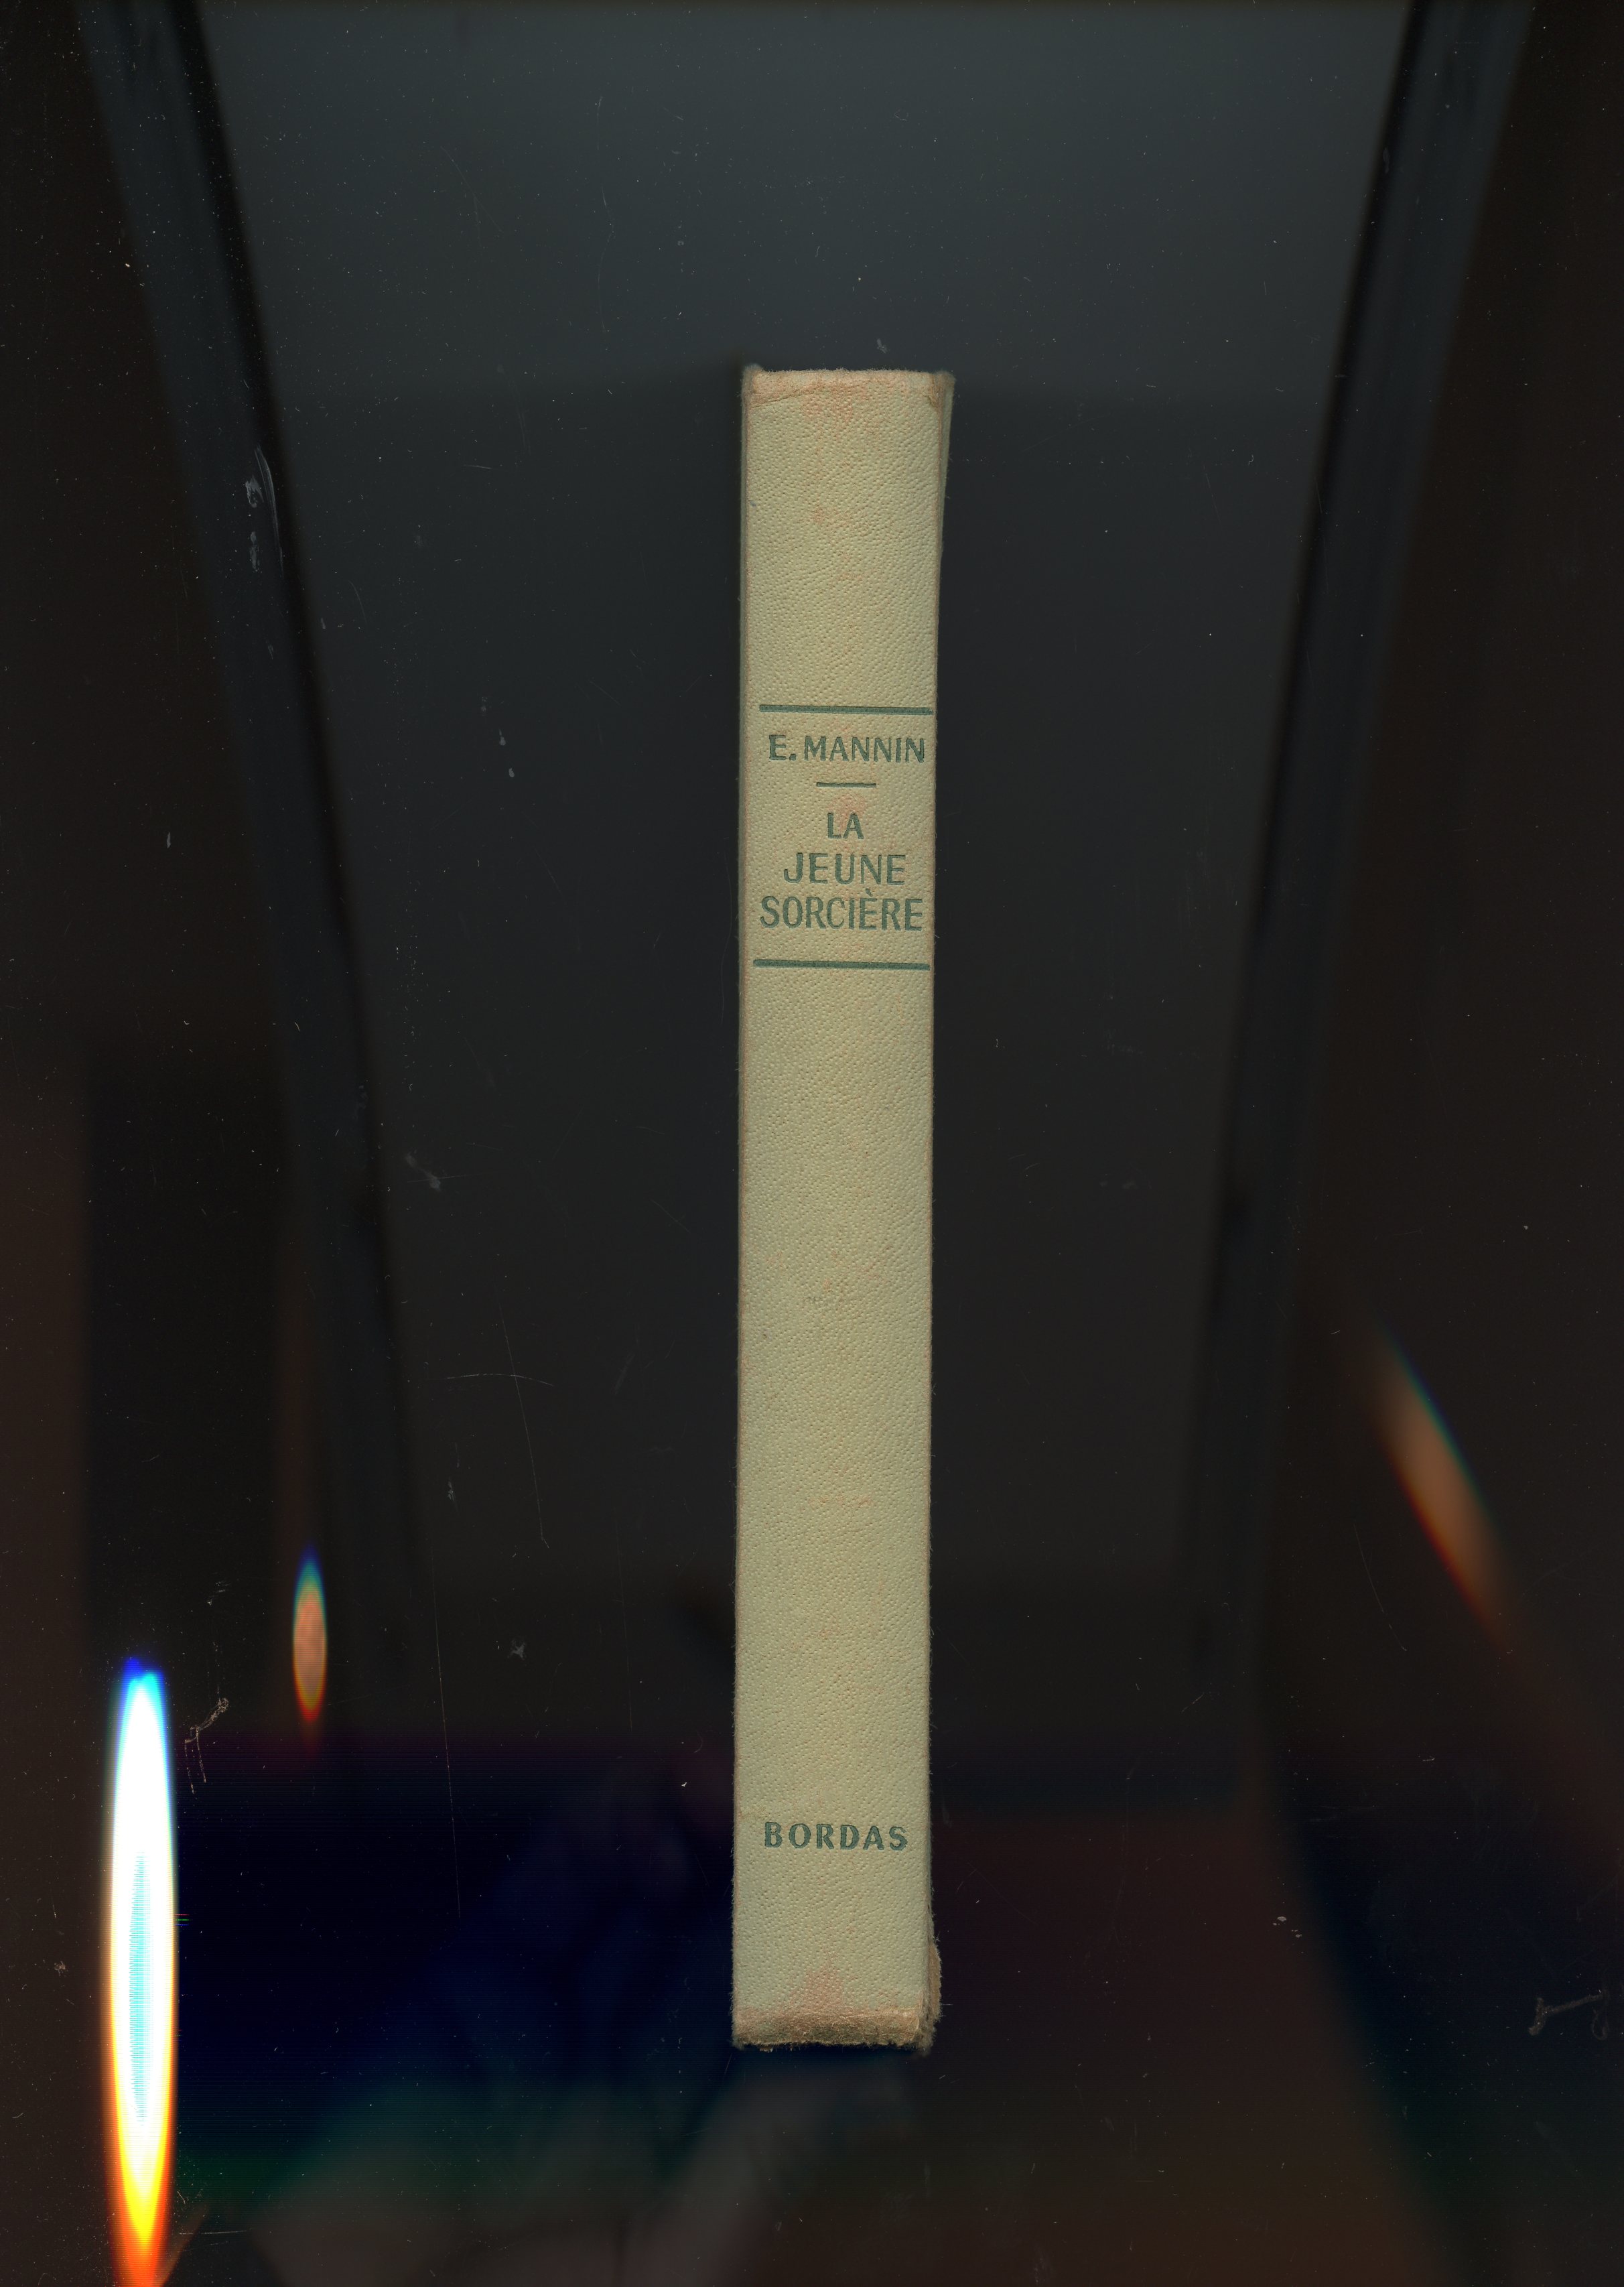 E. MANNIN
LA
JEUNE
SORCIÈRE
BORDAS